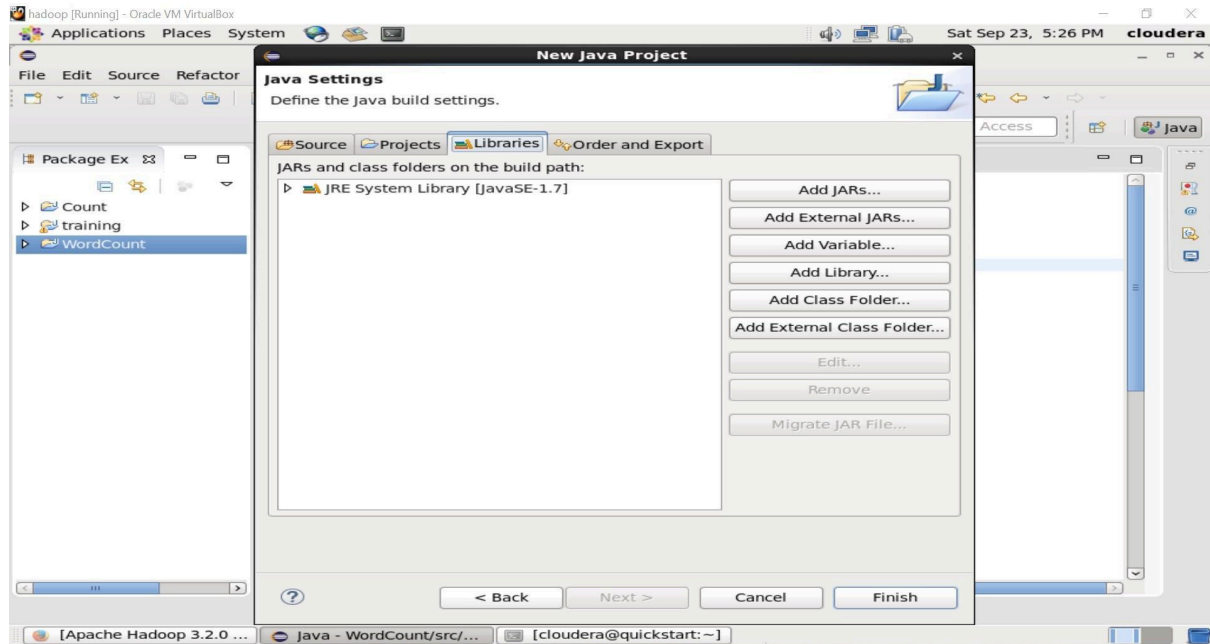 hadoop [Running] - Oracle VM VirtualBox
Applications Places System
Sat Sep 23, 5:26 PM cloudera
New Java Project
File Edit Source Refactor
Java Settings
Define the Java build settings.
Access
Java
Source Projects Libraries Order and Export
Package Ex
JARs and class folders on the build path:
JRE System Library [JavaSE-1.7]
Count
training
WordCount
Add JARs...
Add External JARs...
Add Variable...
Add Library...
Add Class Folder...
Add External Class Folder...
Edit...
Remove
Migrate JAR File...
? < Back Next > Cancel Finish
[Apache Hadoop 3.2.0 ... Java - WordCount/src/... [cloudera@quickstart:~]